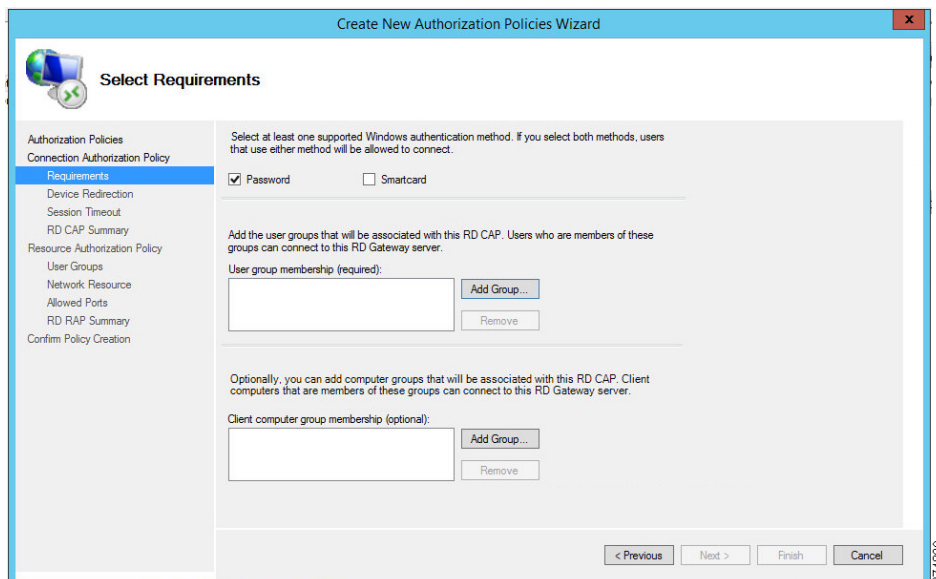 Create New Authorization Policies Wizard
x
Select Requirements
Authorization Policies
Connection Authorization Policy
Requirements
Device Redirection
Session Timeout
RD CAP Summary
Resource Authorization Policy
User Groups
Network Resource
Allowed Ports
RD RAP Summary
Confirm Policy Creation
Select at least one supported Windows authentication method. If you select both methods, users
that use either method will be allowed to connect.
Password
Smartcard
Add the user groups that will be associated with this RD CAP. Users who are members of these
groups can connect to this RD Gateway server.
User group membership (required):
Add Group...
Remove
Optionally, you can add computer groups that will be associated with this RD CAP. Client
computers that are members of these groups can connect to this RD Gateway server.
Client computer group membership (optional):
Add Group...
Remove
< Previous
Next >
Finish
Cancel